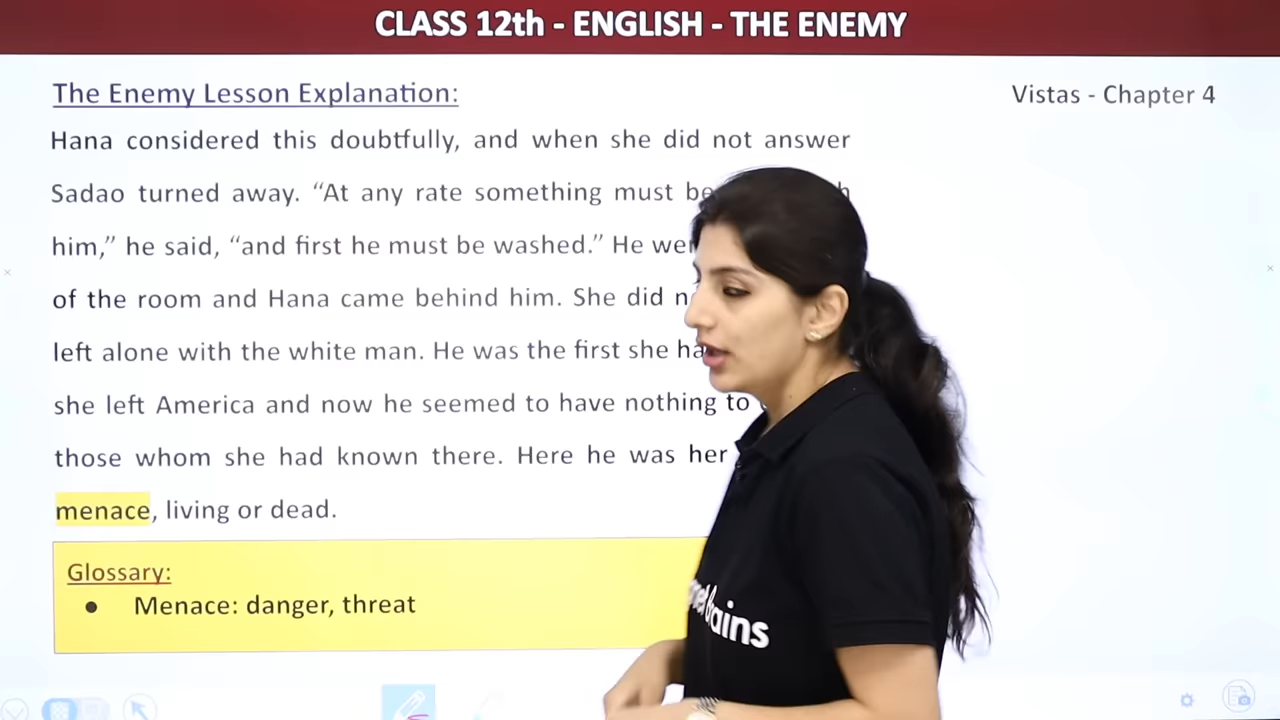 CLASS 12th - ENGLISH - THE ENEMY
The Enemy Lesson Explanation:
Vistas - Chapter 4
Hana considered this doubtfully, and when she did not answer
Sadao turned away. “At any rate something must be
him,” he said, “and first he must be washed.” He
of the room and Hana came behind him. She did
left alone with the white man. He was the first she
she left America and now he seemed to have nothing to
those whom she had known there. Here he was her
menace, living or dead.
Glossary:
● Menace: danger, threat
ains